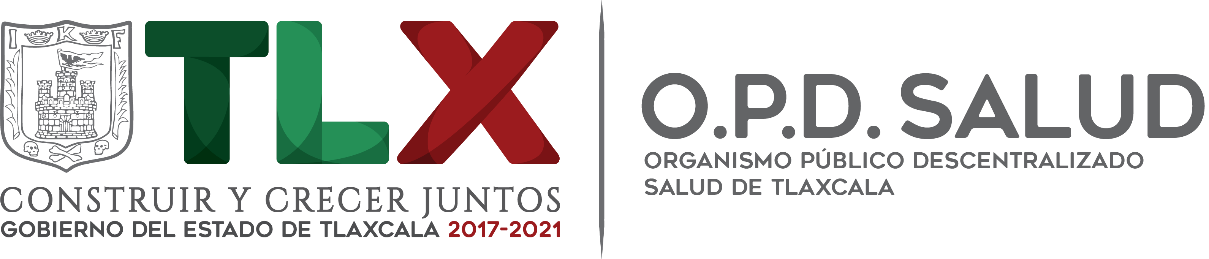 I K F
TLX
CONSTRUIR Y CRECER JUNTOS
GOBIERNO DEL ESTADO DE TLAXCALA 2017-2021
O.P.D. SALUD
ORGANISMO PÚBLICO DESCENTRALIZADO
SALUD DE TLAXCALA